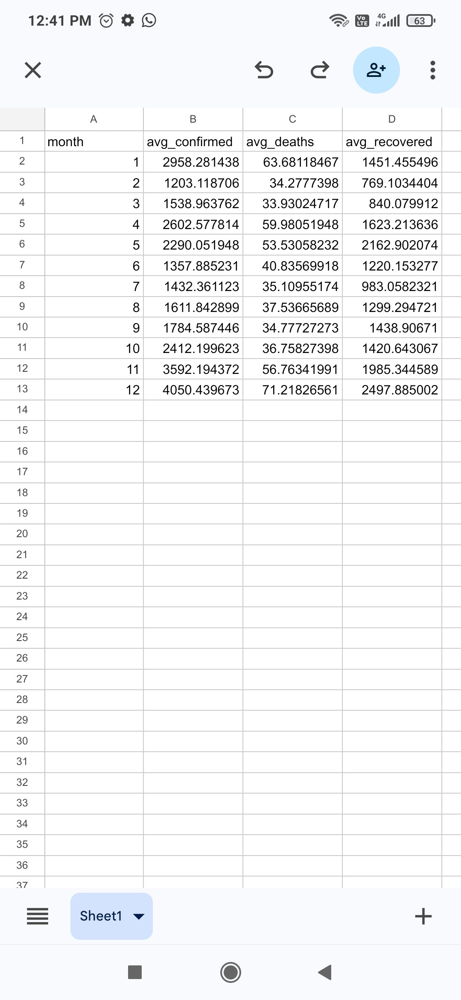 12:41 PM
Vo LTE 4G 63
A B C D
1 month avg_confirmed avg_deaths avg_recovered
2 1 2958.281438 63.68118467 1451.455496
3 2 1203.118706 34.2777398 769.1034404
4 3 1538.963762 33.93024717 840.079912
5 4 2602.577814 59.98051948 1623.213636
6 5 2290.051948 53.53058232 2162.902074
7 6 1357.885231 40.83569918 1220.153277
8 7 1432.361123 35.10955174 983.0582321
9 8 1611.842899 37.53665689 1299.294721
10 9 1784.587446 34.77727273 1438.90671
11 10 2412.199623 36.75827398 1420.643067
12 11 3592.194372 56.76341991 1985.344589
13 12 4050.439673 71.21826561 2497.885002
14
15
16
17
18
19
20
21
22
23
24
25
26
27
28
29
30
31
32
33
34
35
36
37
Sheet1